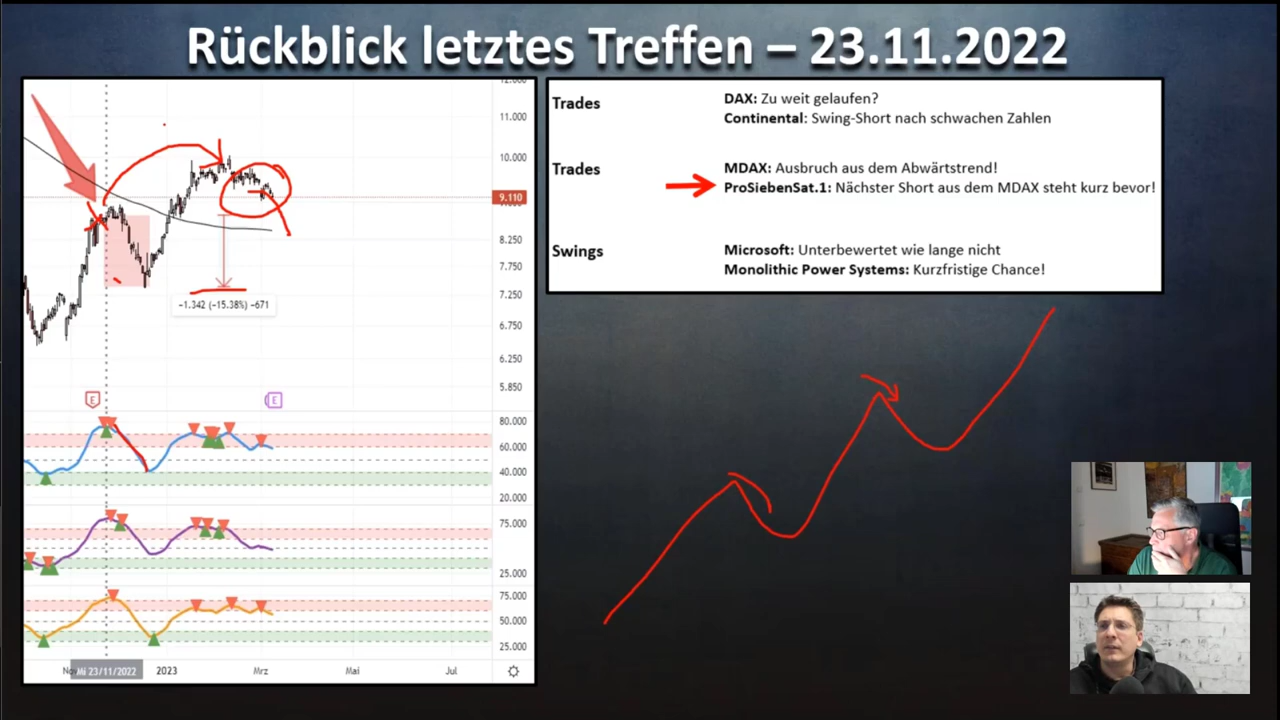 Rückblick letztes Treffen – 23.11.2022
12.000
11.000
10.000
9.110
8.250
7.750
7.250
6.750
6.250
5.850
−1.342 (−15.38%) −671
E
E
80.000
60.000
40.000
20.000
75.000
25.000
75.000
50.000
25.000
No
Mi 23/11/2022
2023
Mrz
Mai
Jul
Trades
DAX: Zu weit gelaufen?
Continental: Swing-Short nach schwachen Zahlen
Trades
MDAX: Ausbruch aus dem Abwärtstrend!
ProSiebenSat.1: Nächster Short aus dem MDAX steht kurz bevor!
Swings
Microsoft: Unterbewertet wie lange nicht
Monolithic Power Systems: Kurzfristige Chance!